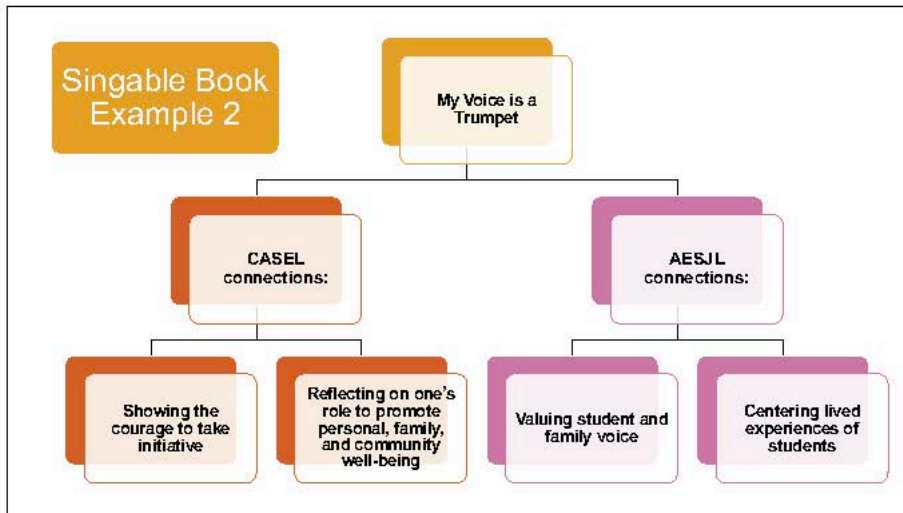 Singable Book
Example 2
My Voice is a
Trumpet
CASEL
connections:
AESJL
connections:
Showing the
courage to take
initiative
Reflecting on one's
role to promote
personal, family,
and community
well-being
Valuing student and
family voice
Centering lived
experiences of
students